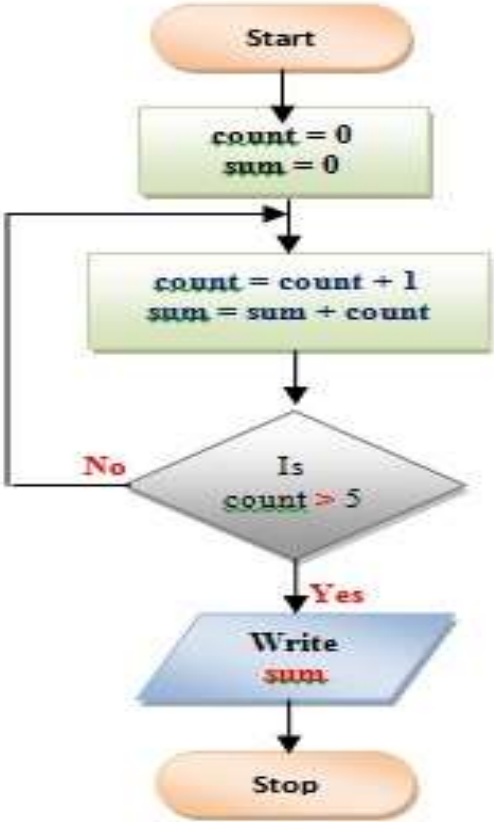 Start
count = 0
sum = 0
count = count + 1
sum = sum + count
No
Is
count > 5
Yes
Write
sum
Stop